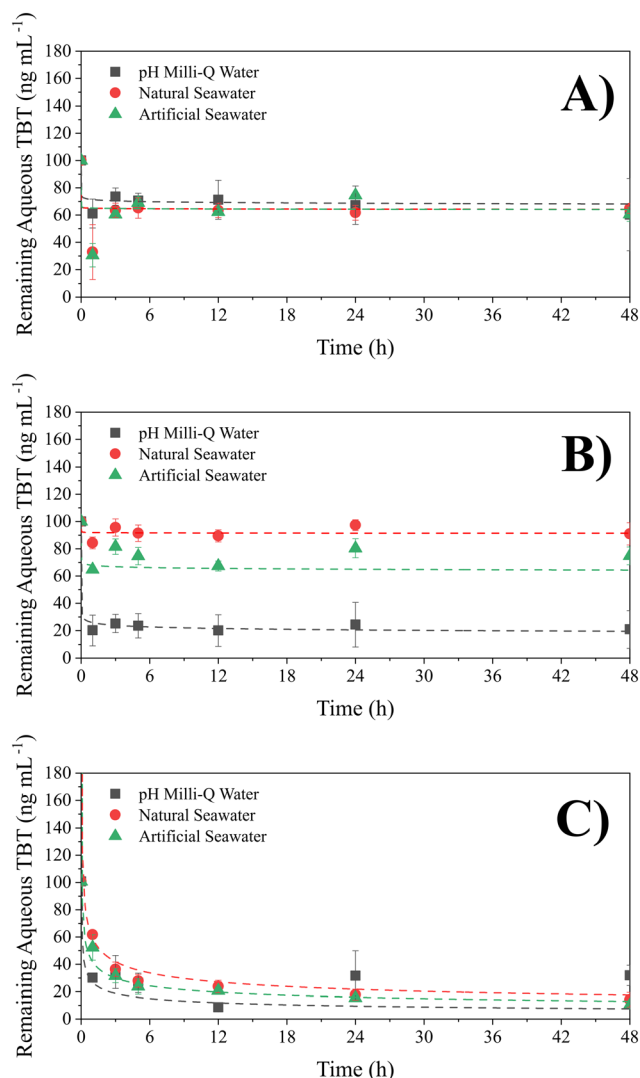 180
160
140
120
100
80
60
40
20
0
Remaining Aqueous TBT (ng mL⁻¹)
pH Milli-Q Water
Natural Seawater
Artificial Seawater
A)
0 6 12 18 24 30 36 42 48
Time (h)
180
160
140
120
100
80
60
40
20
0
Remaining Aqueous TBT (ng mL⁻¹)
pH Milli-Q Water
Natural Seawater
Artificial Seawater
B)
0 6 12 18 24 30 36 42 48
Time (h)
180
160
140
120
100
80
60
40
20
0
Remaining Aqueous TBT (ng mL⁻¹)
pH Milli-Q Water
Natural Seawater
Artificial Seawater
C)
0 6 12 18 24 30 36 42 48
Time (h)